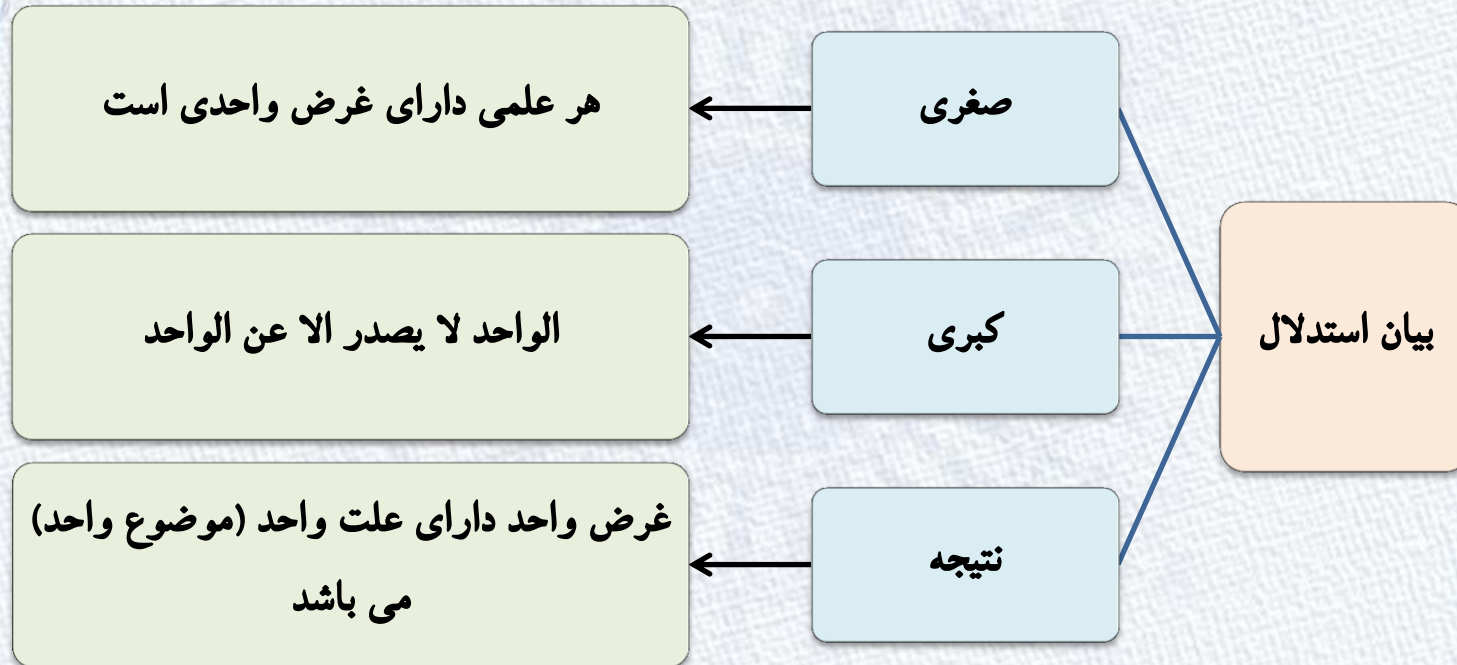 بیان استدلال
صغری
هر علمی دارای غرض واحدی است
کبری
الواحد لا یصدر الا عن الواحد
نتیجه
غرض واحد دارای علت واحد (موضوع واحد)
می باشد